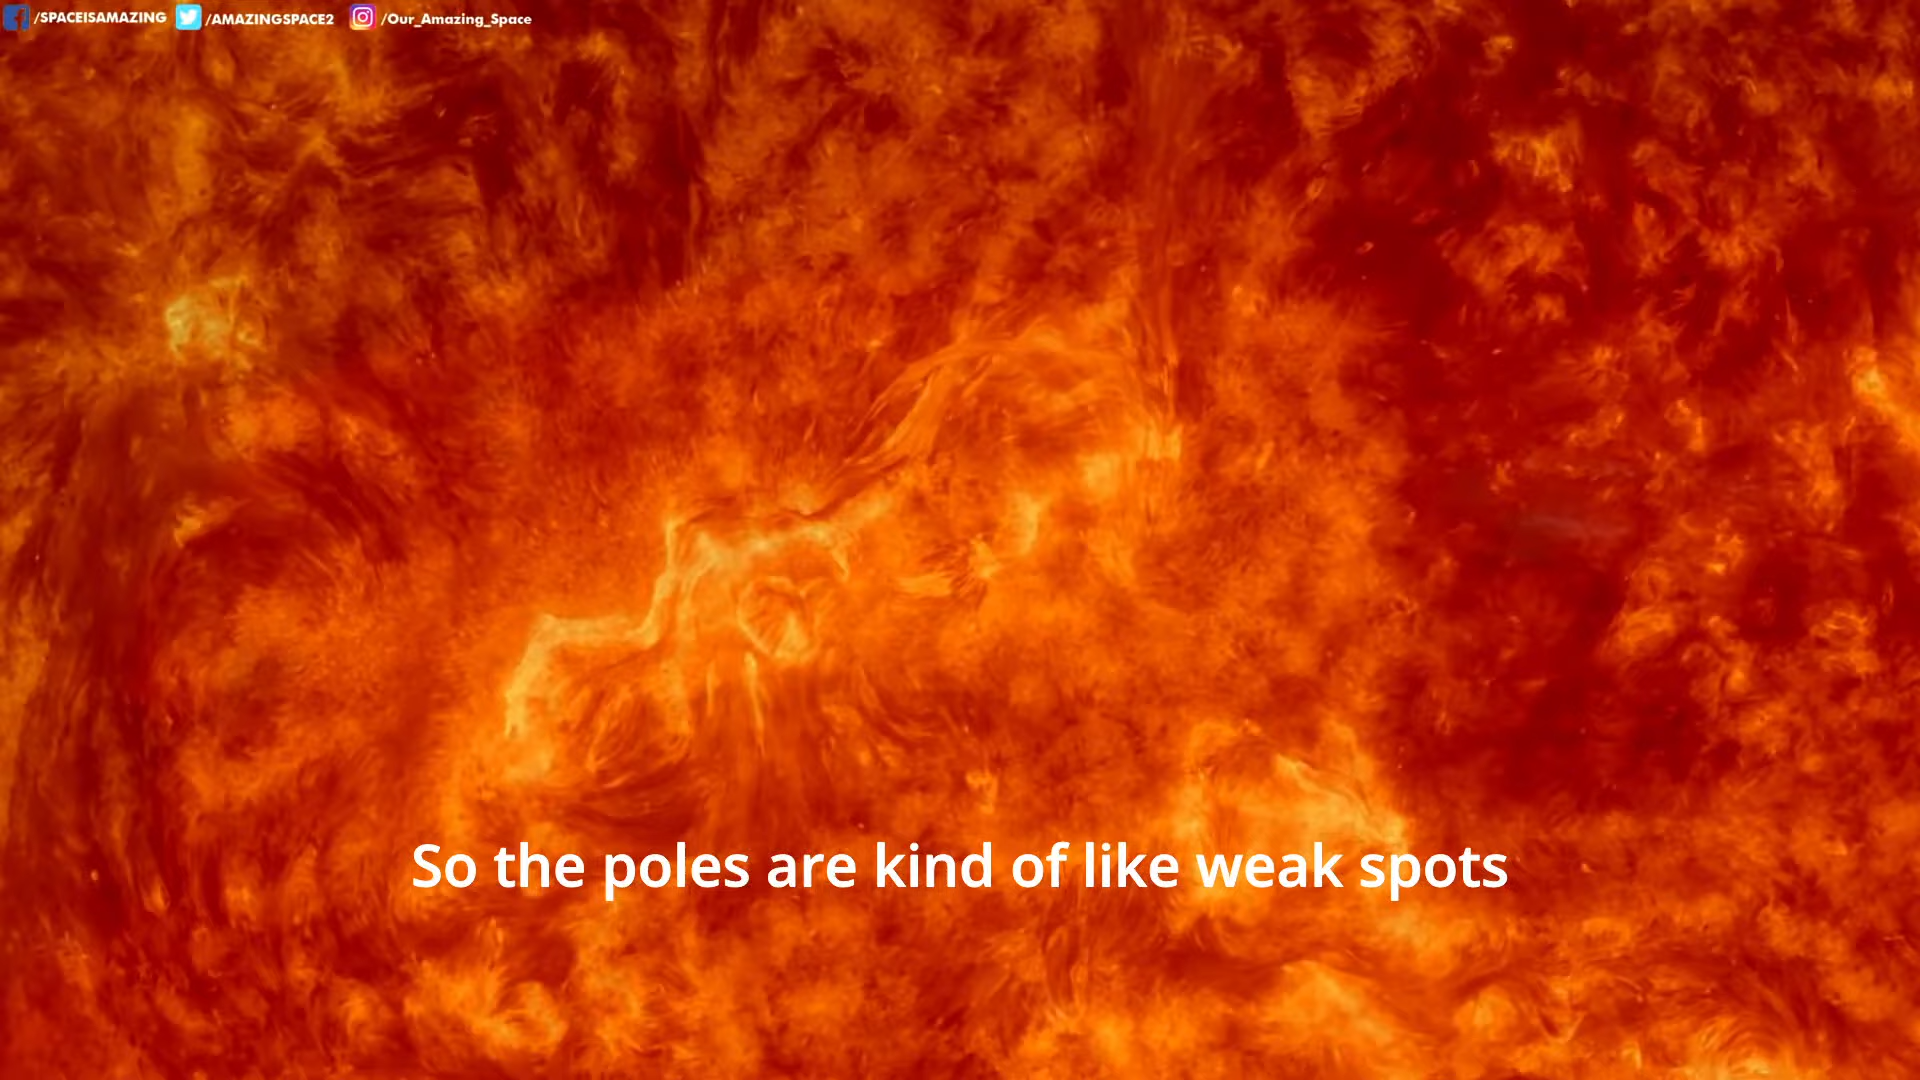 /SPACEISAMAZING /AMAZINGSPACE2 /Our_Amazing_Space
So the poles are kind of like weak spots